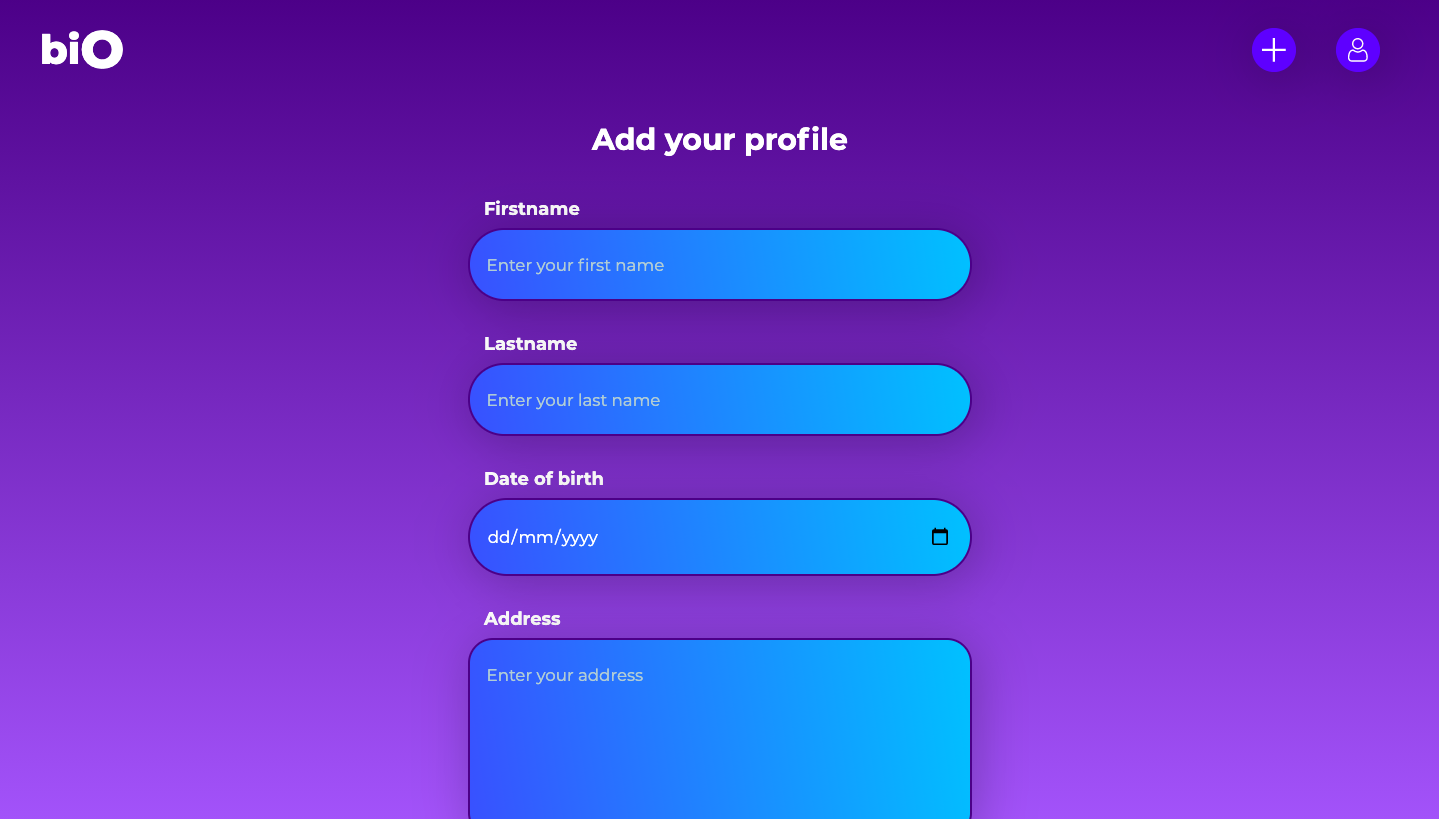 biO
Add your profile
Firstname
Enter your first name
Lastname
Enter your last name
Date of birth
dd/mm/yyyy
Address
Enter your address